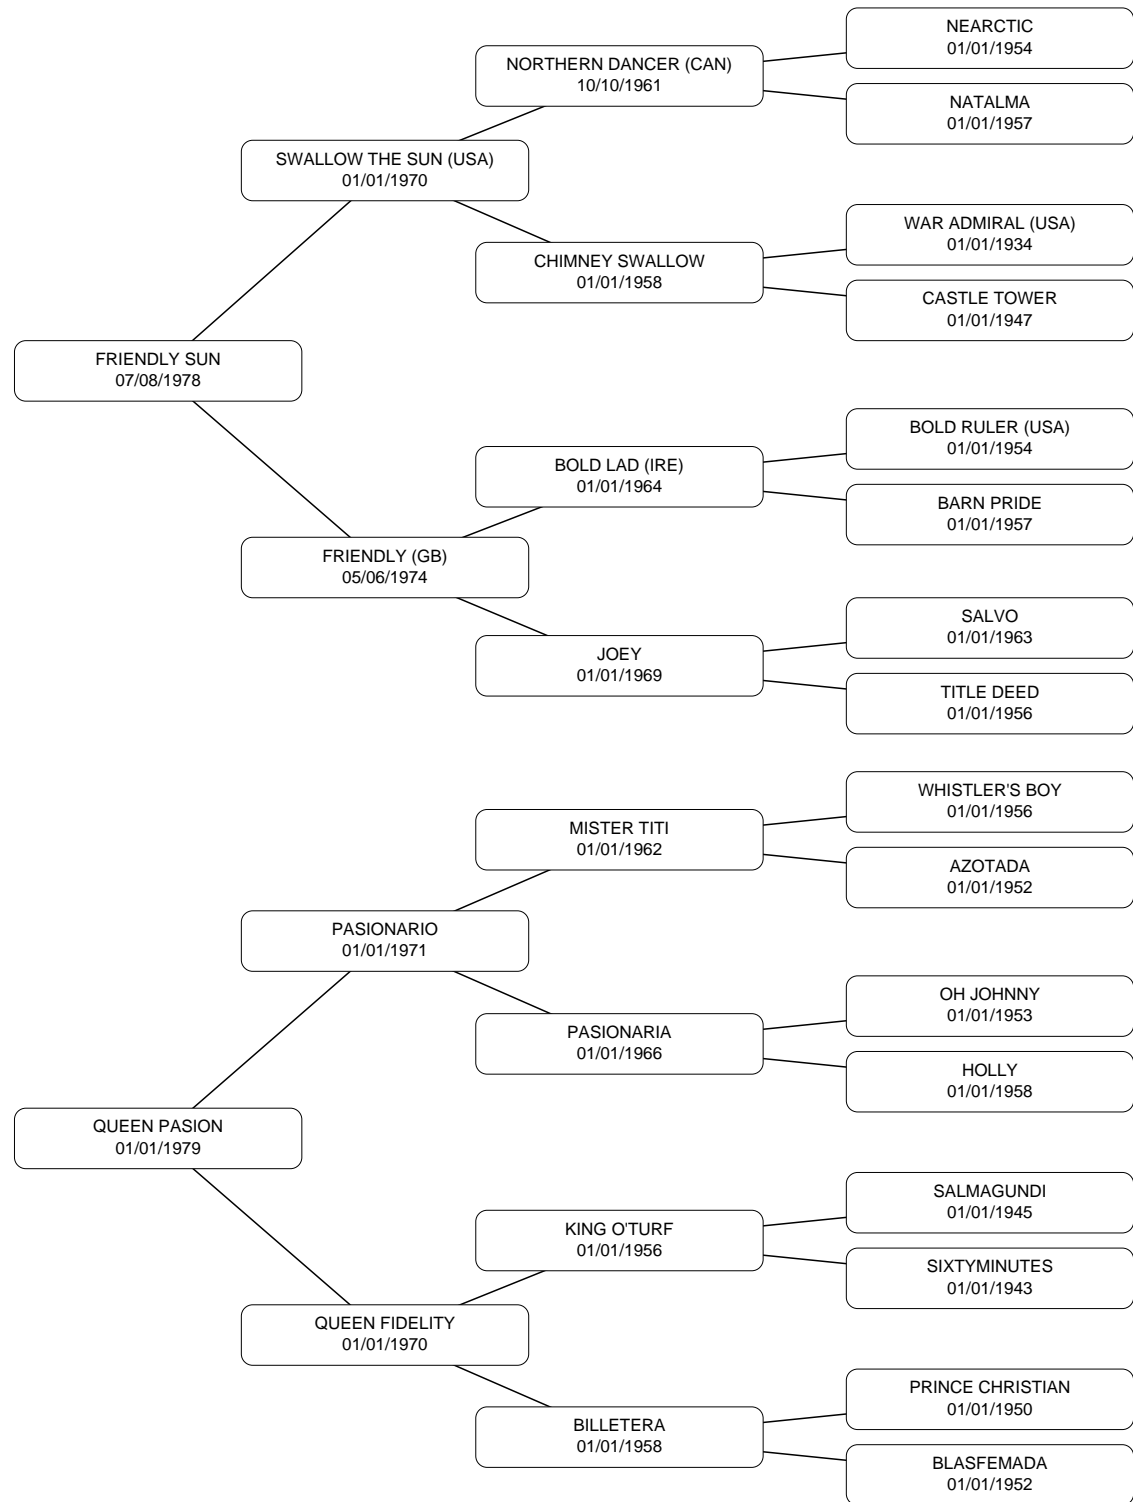 NEARCTIC
01/01/1954
NORTHERN DANCER (CAN)
10/10/1961
NATALMA
01/01/1957
SWALLOW THE SUN (USA)
01/01/1970
WAR ADMIRAL (USA)
01/01/1934
CHIMNEY SWALLOW
01/01/1958
CASTLE TOWER
01/01/1947
FRIENDLY SUN
07/08/1978
BOLD RULER (USA)
01/01/1954
BOLD LAD (IRE)
01/01/1964
BARN PRIDE
01/01/1957
FRIENDLY (GB)
05/06/1974
SALVO
01/01/1963
JOEY
01/01/1969
TITLE DEED
01/01/1956
WHISTLER'S BOY
01/01/1956
MISTER TITI
01/01/1962
AZOTADA
01/01/1952
PASIONARIO
01/01/1971
OH JOHNNY
01/01/1953
PASIONARIA
01/01/1966
HOLLY
01/01/1958
QUEEN PASION
01/01/1979
SALMAGUNDI
01/01/1945
KING O'TURF
01/01/1956
SIXTYMINUTES
01/01/1943
QUEEN FIDELITY
01/01/1970
PRINCE CHRISTIAN
01/01/1950
BILLETERA
01/01/1958
BLASFEMADA
01/01/1952